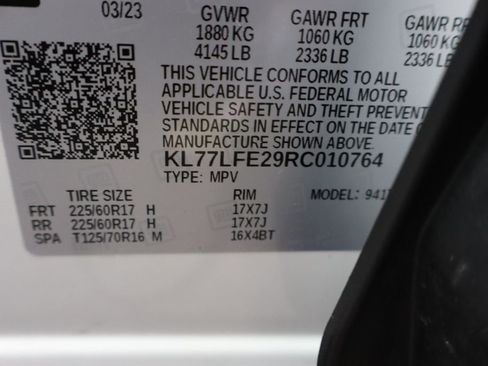 03/23 GVWR GAWR FRT GAWR RR
1880 KG 1060 KG 1060 KG
4145 LB 2336 LB 2336 LB
THIS VEHICLE CONFORMS TO ALL
APPLICABLE U.S. FEDERAL MOTOR
VEHICLE SAFETY AND THEFT PREVENT
STANDARDS IN EFFECT ON THE DATE O
MANUFACTURE SHOWN ABOVE.
KL77LFE29RC010764
TYPE: MPV MODEL: 941
TIRE SIZE RIM
FRT 225/60R17 H 17X7J
RR 225/60R17 H 17X7J
SPA T125/70R16 M 16X4BT